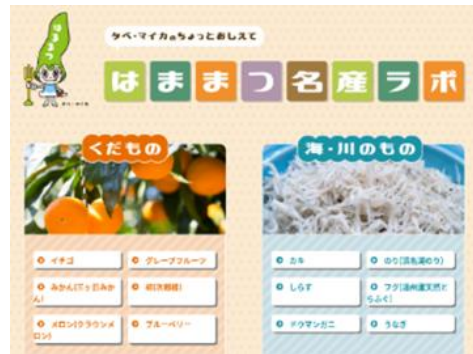 はままつ
タベ・マイカのちょっとおしえて
はままつ名産ラボ
くだもの
海・川のもの
イチゴ
グレープフルーツ
カキ
のり(浜名湖のり)
みかん(三ヶ日みか
ん)
柿(次郎柿)
しらす
フグ(遠州灘天然と
らふぐ)
メロン(クラウンメ
ロン)
ブルーベリー
ドウマンガニ
うなぎ